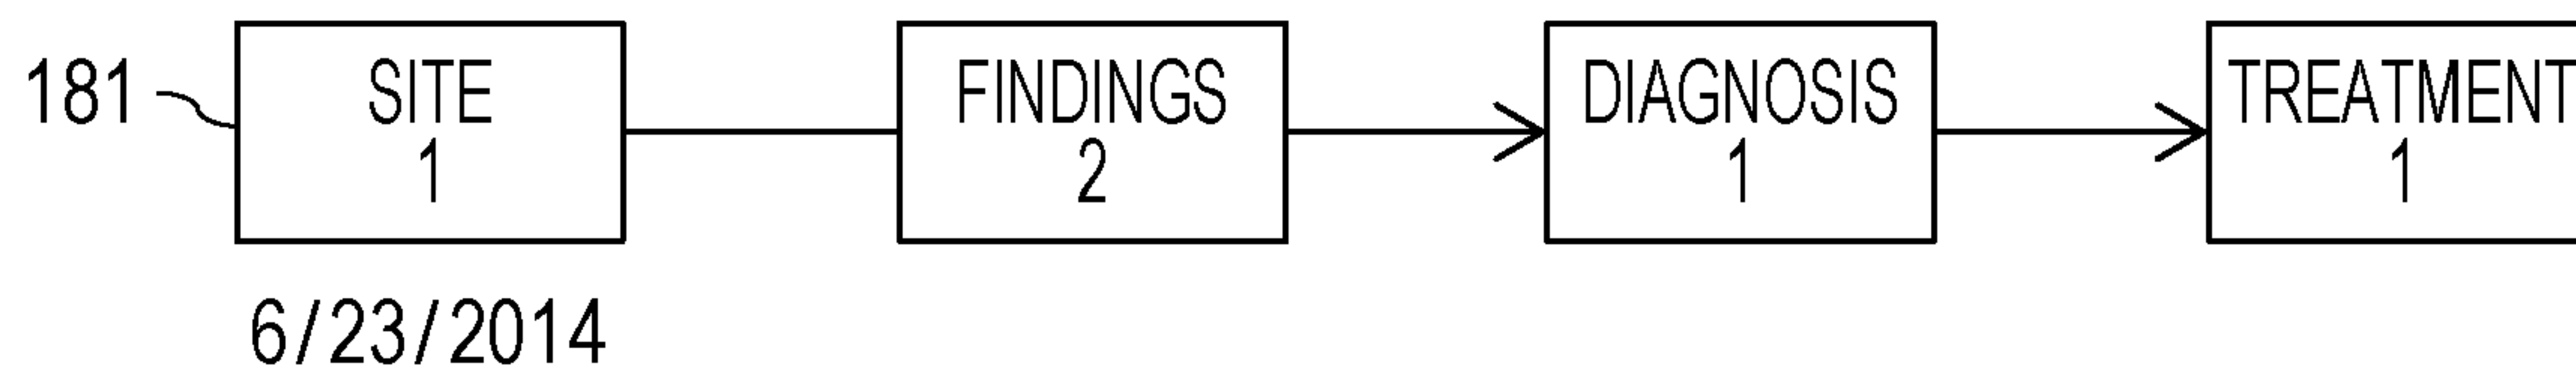 181
SITE
1
FINDINGS
2
DIAGNOSIS
1
TREATMENT
1
6/23/2014